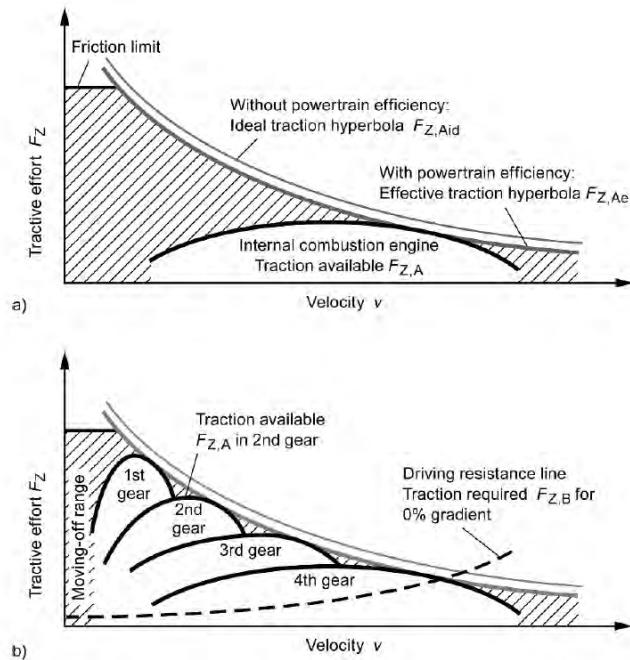 Friction limit
Without powertrain efficiency:
Ideal traction hyperbola F_Z,Aid
With powertrain efficiency:
Effective traction hyperbola F_Z,Ae
Internal combustion engine
Traction available F_Z,A
Tractive effort F_Z
Velocity v
a)
Traction available
F_Z,A in 2nd gear
1st
gear
2nd
gear
3rd gear
4th gear
Driving resistance line
Traction required F_Z,B for
0% gradient
Moving-off range
Tractive effort F_Z
Velocity v
b)